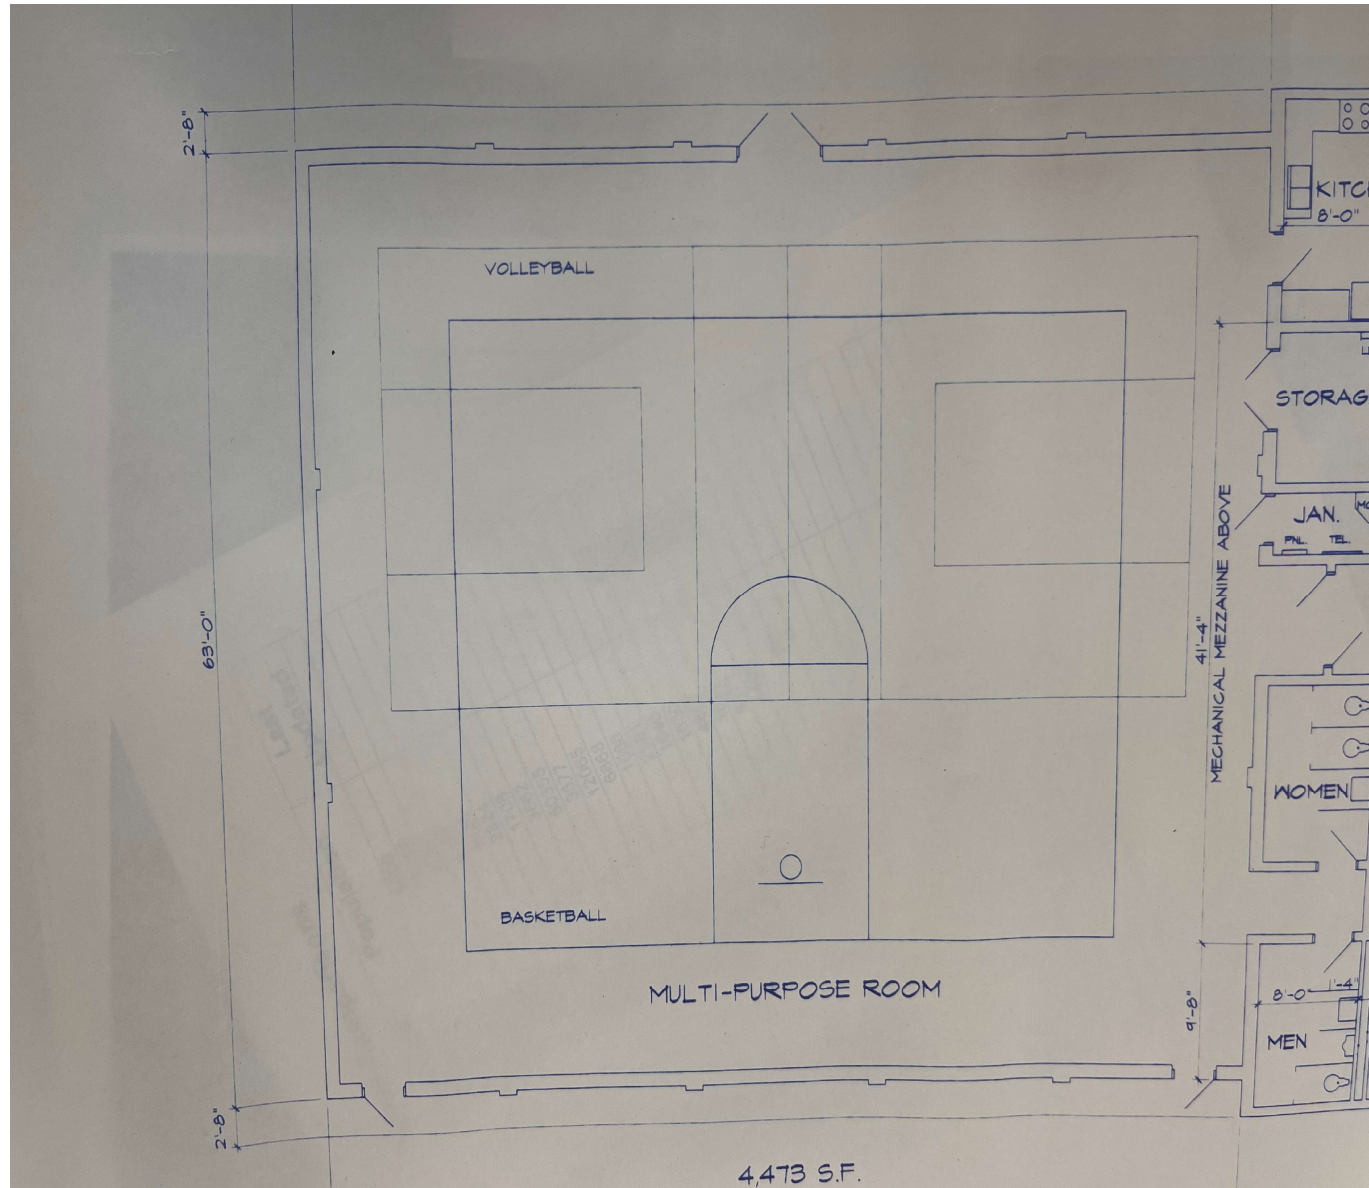 2'-8"
KITC
8'-0"
VOLLEYBALL
STORAG
JAN.
PNL.
TEL.
MECHANICAL MEZZANINE ABOVE
41'-4"
63'-0"
WOMEN
BASKETBALL
MULTI-PURPOSE ROOM
8'-0"
1'-4"
9'-8"
MEN
2'-8"
4,473 S.F.